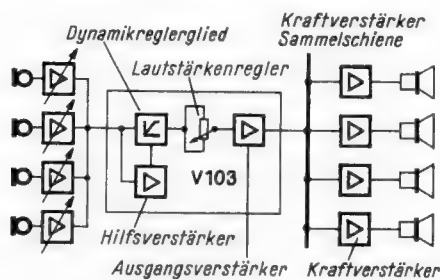 Kraftverstärker
Sammelschiene
Dynamikreglerglied
Lautstärkenregler
V103
Hilfsverstärker
Ausgangsverstärker
Kraftverstärker